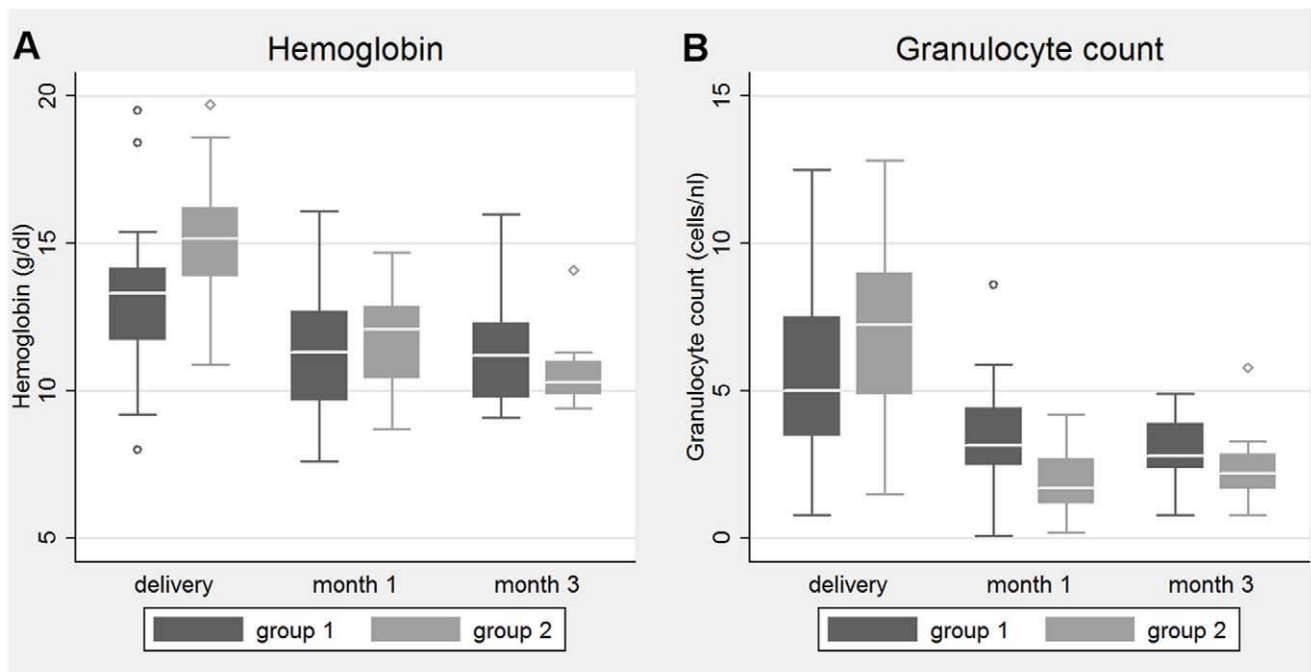 A
Hemoglobin
Hemoglobin (g/dl)
20
15
10
5
delivery
month 1
month 3
group 1
group 2
B
Granulocyte count
Granulocyte count (cells/nl)
15
10
5
0
delivery
month 1
month 3
group 1
group 2